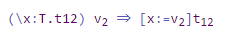 (\x:T.t12) v₂ ⇒ [x:=v₂]t₁₂